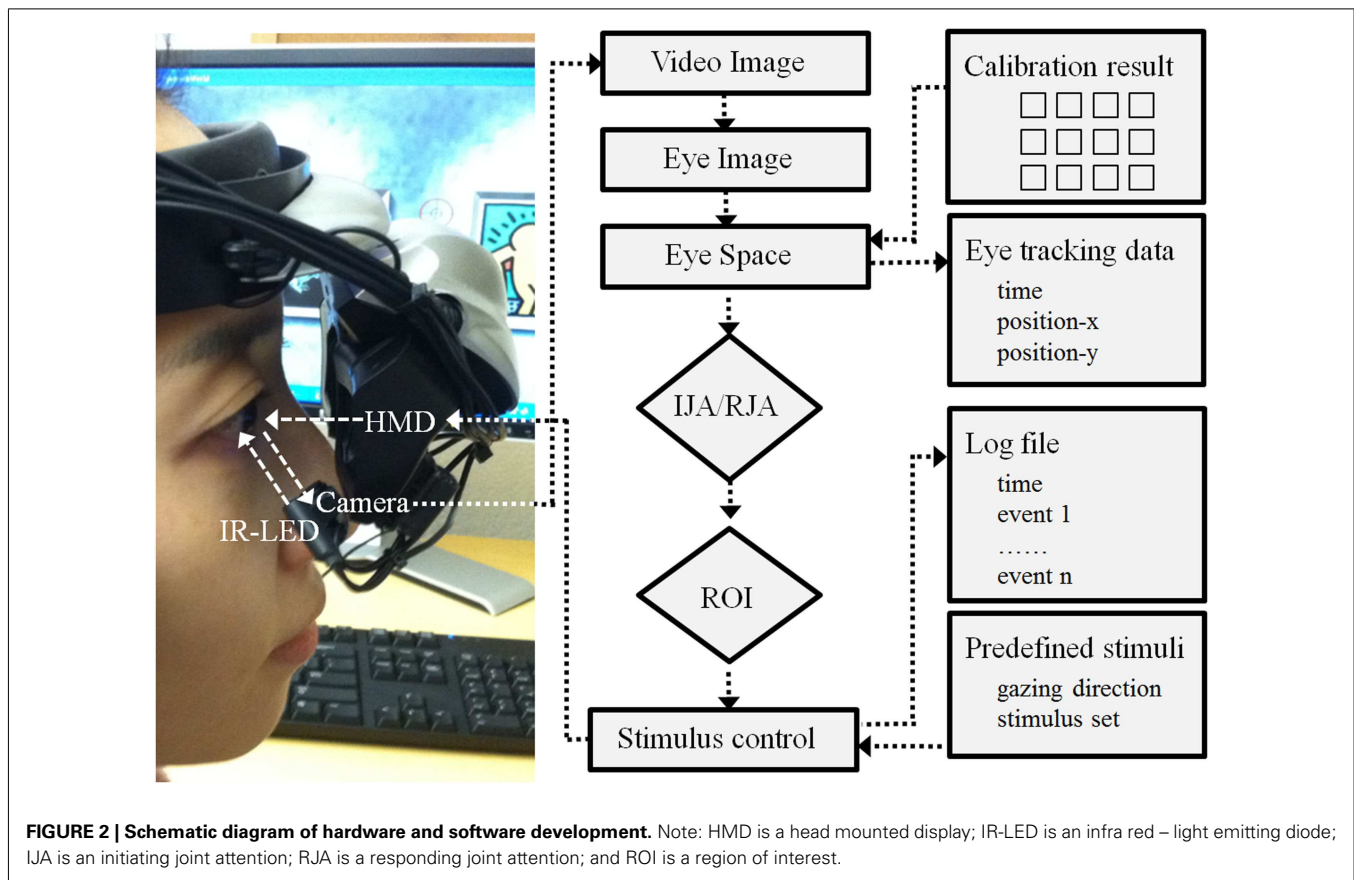 Video Image
Eye Image
Eye Space
IJA/RJA
ROI
Stimulus control
Calibration result
Eye tracking data
time
position-x
position-y
Log file
time
event 1
......
event n
Predefined stimuli
gazing direction
stimulus set
HMD
Camera
IR-LED
FIGURE 2 | Schematic diagram of hardware and software development. Note: HMD is a head mounted display; IR-LED is an infra red – light emitting diode;
IJA is an initiating joint attention; RJA is a responding joint attention; and ROI is a region of interest.